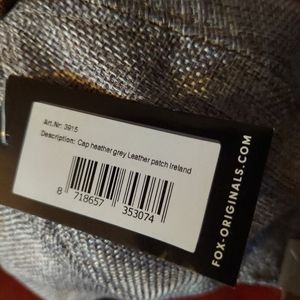 Art.Nr: 3915
Description: Cap heather grey Leather patch Ireland
8 718657 353074
FOX-ORIGINALS.COM